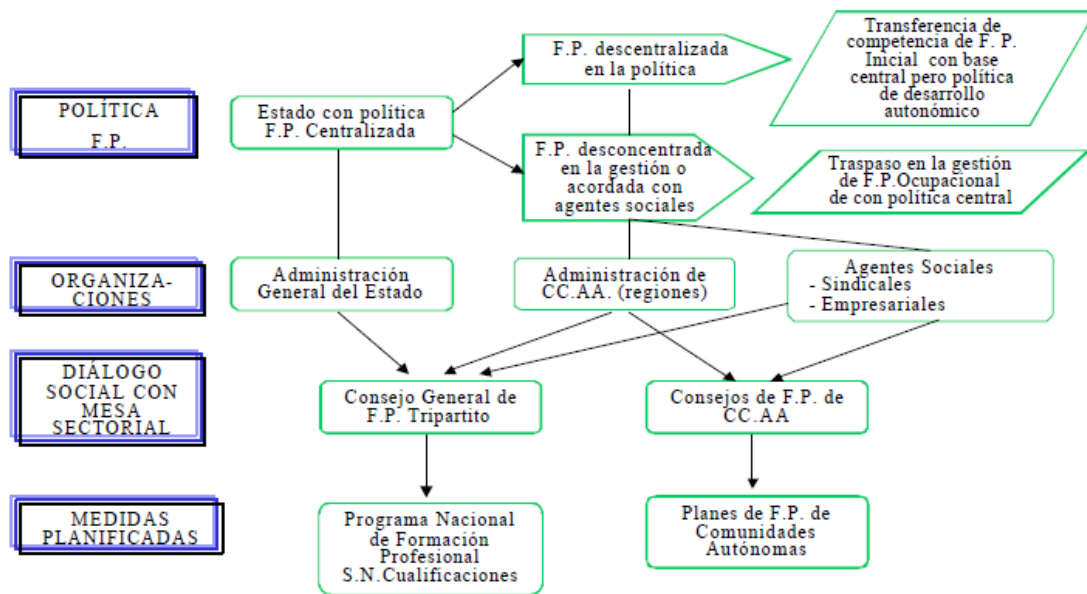 POLÍTICA
F.P.
Estado con política
F.P. Centralizada
F.P. descentralizada
en la política
Transferencia de
competencia de F. P.
Inicial con base
central pero política
de desarrollo
autonómico
F.P. desconcentrada
en la gestión o
acordada con
agentes sociales
Traspaso en la gestión
de F.P.Ocupacional
de con política central
ORGANIZA-
CIONES
Administración
General del Estado
Administración de
CC.AA. (regiones)
Agentes Sociales
- Sindicales
- Empresariales
DIÁLOGO
SOCIAL CON
MESA
SECTORIAL
Consejo General de
F.P. Tripartito
Consejos de F.P. de
CC.AA
MEDIDAS
PLANIFICADAS
Programa Nacional
de Formación
Profesional
S.N.Cualificaciones
Planes de F.P. de
Comunidades
Autónomas